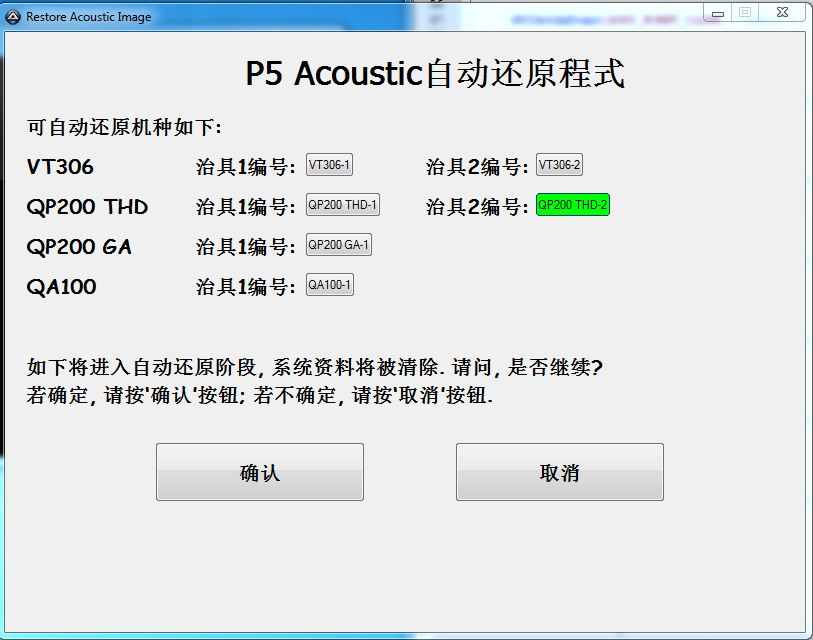 Restore Acoustic Image
P5 Acoustic自动还原程式
可自动还原机种如下:
VT306 治具1编号: VT306-1 治具2编号: VT306-2
QP200 THD 治具1编号: QP200 THD-1 治具2编号: QP200 THD-2
QP200 GA 治具1编号: QP200 GA-1
QA100 治具1编号: QA100-1
如下将进入自动还原阶段, 系统资料将被清除. 请问, 是否继续?
若确定, 请按'确认'按钮; 若不确定, 请按'取消'按钮.
确认 取消